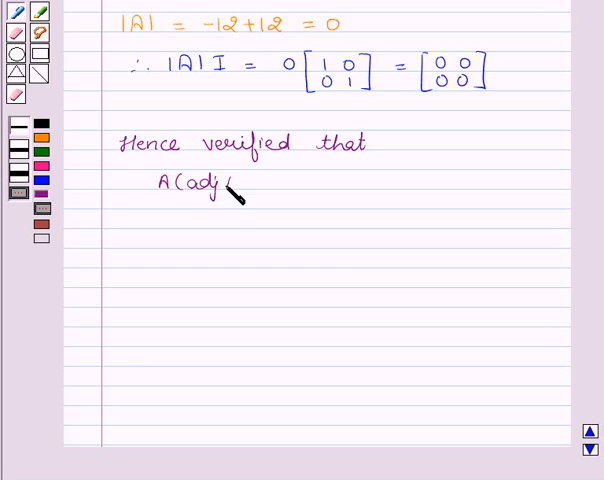 |A| = -12+12 = 0
∴ |A| I = 0 [1 0 0 1] = [0 0 0 0]
Hence verified that
A(adj